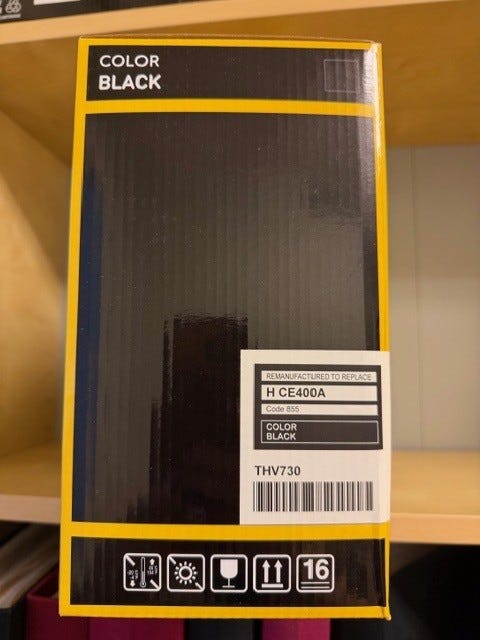 COLOR
BLACK
REMANUFACTURED TO REPLACE
H CE400A
Code 855
COLOR
BLACK
THV730
16